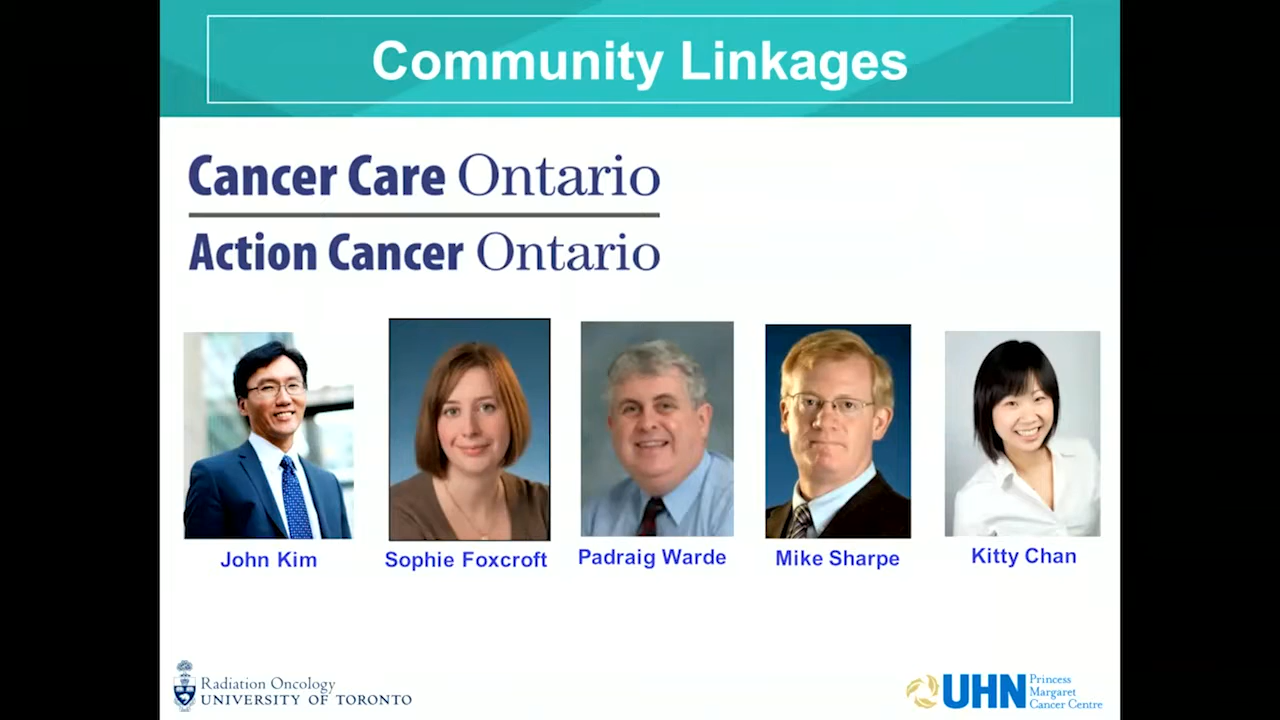 Community Linkages
Cancer Care Ontario
Action Cancer Ontario
John Kim
Sophie Foxcroft
Padraig Warde
Mike Sharpe
Kitty Chan
Radiation Oncology
UNIVERSITY OF TORONTO
UHN
Princess
Margaret
Cancer Centre